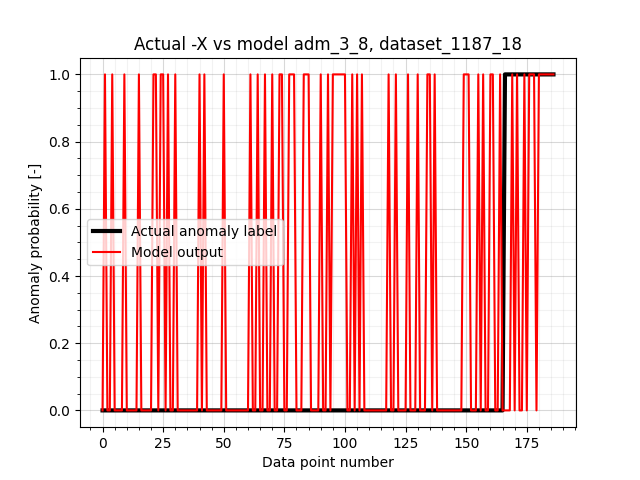 Actual -X vs model adm_3_8, dataset_1187_18
1.0
0.8
0.6
0.4
0.2
0.0
Anomaly probability [-]
Actual anomaly label
Model output
0 25 50 75 100 125 150 175
Data point number